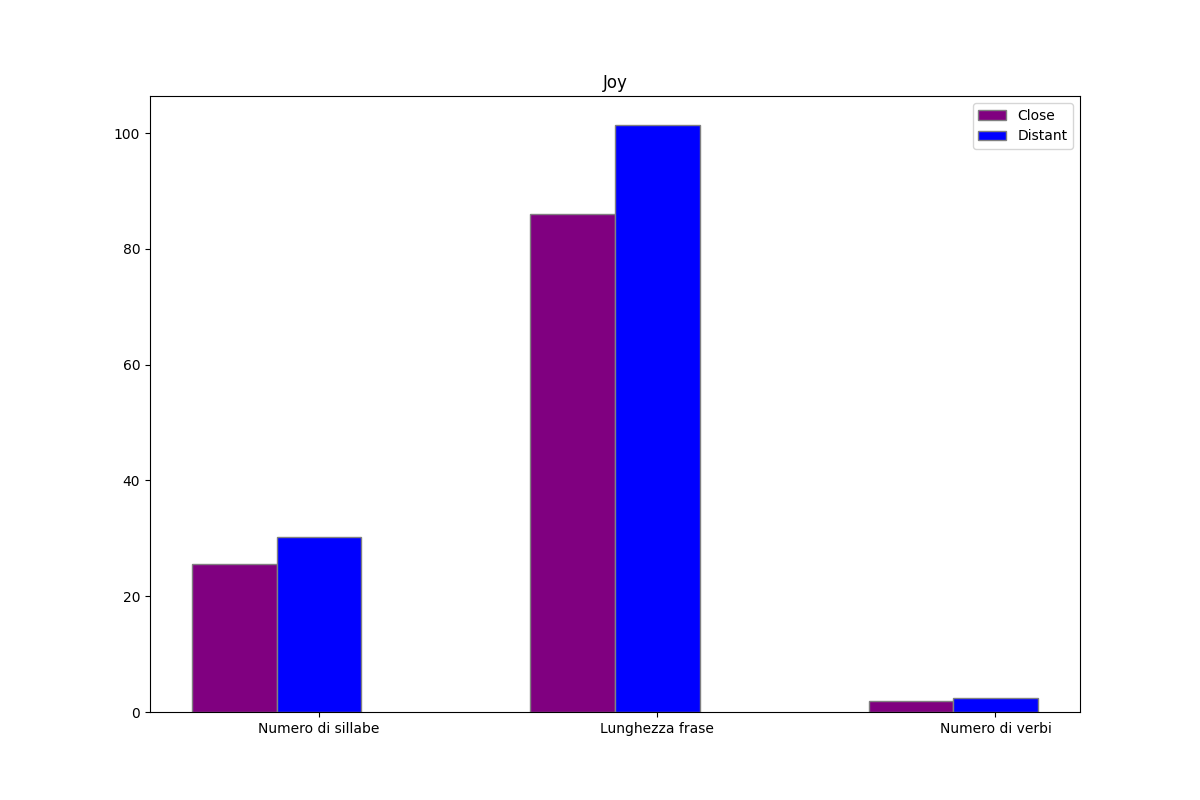 Joy
Close
Distant
100
80
60
40
20
0
Numero di sillabe
Lunghezza frase
Numero di verbi